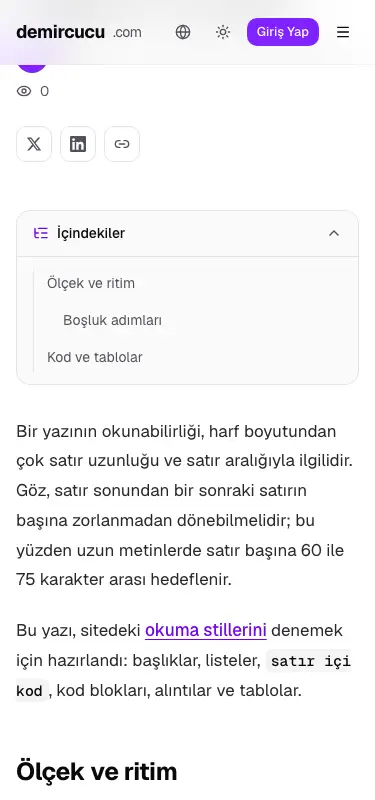 demircucu .com
Giriş Yap
0
İçindekiler
Ölçek ve ritim
Boşluk adımları
Kod ve tablolar
Bir yazının okunabilirliği, harf boyutundan
çok satır uzunluğu ve satır aralığıyla ilgilidir.
Göz, satır sonundan bir sonraki satırın
başına zorlanmadan dönebilmelidir; bu
yüzden uzun metinlerde satır başına 60 ile
75 karakter arası hedeflenir.
Bu yazı, sitedeki okuma stillerini denemek
için hazırlandı: başlıklar, listeler, satır içi
kod, kod blokları, alıntılar ve tablolar.
Ölçek ve ritim